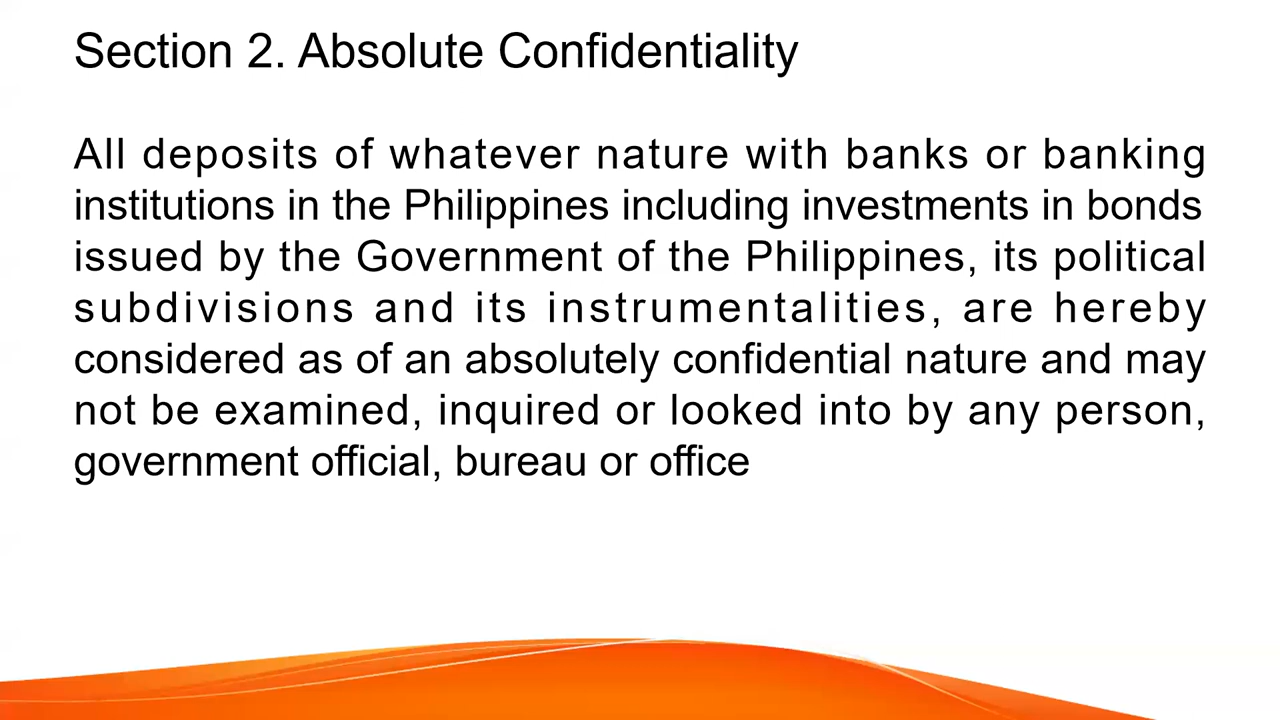 Section 2. Absolute Confidentiality
All deposits of whatever nature with banks or banking
institutions in the Philippines including investments in bonds
issued by the Government of the Philippines, its political
subdivisions and its instrumentalities, are hereby
considered as of an absolutely confidential nature and may
not be examined, inquired or looked into by any person,
government official, bureau or office